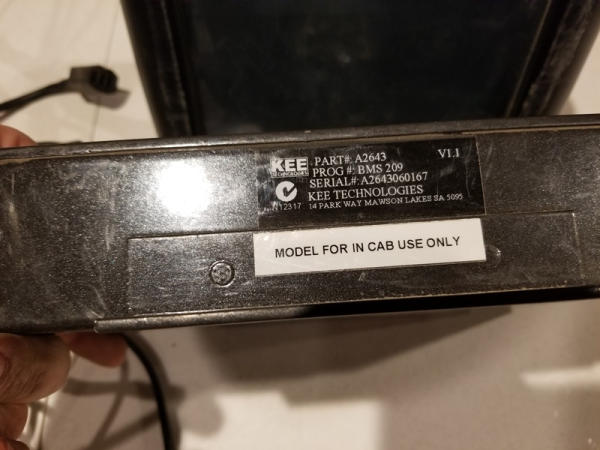 KEE
TECHNOLOGIES
PART#: A2643 V1.1
PROG #: BMS 209
SERIAL#: A2643060167
KEE TECHNOLOGIES
N12317 14 PARK WAY MAWSON LAKES SA 5095
MODEL FOR IN CAB USE ONLY